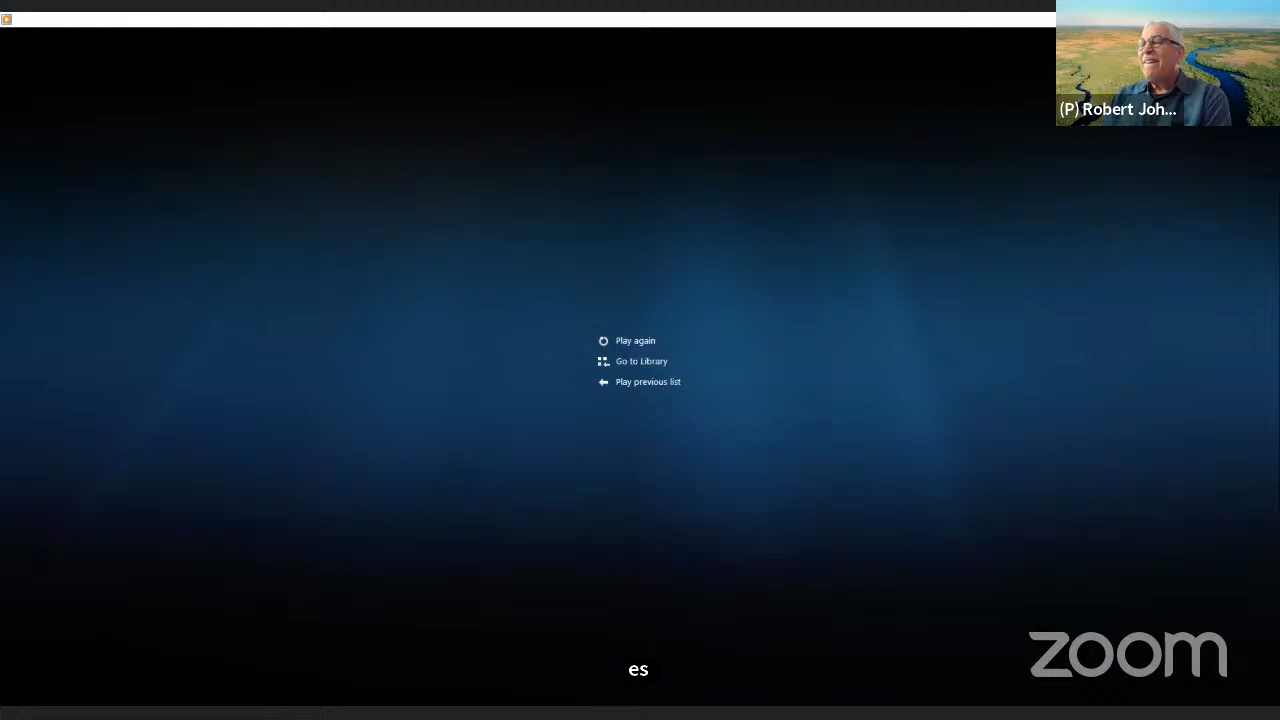 (P) Robert Joh...
Play again
Go to Library
Play previous list
es
zoom